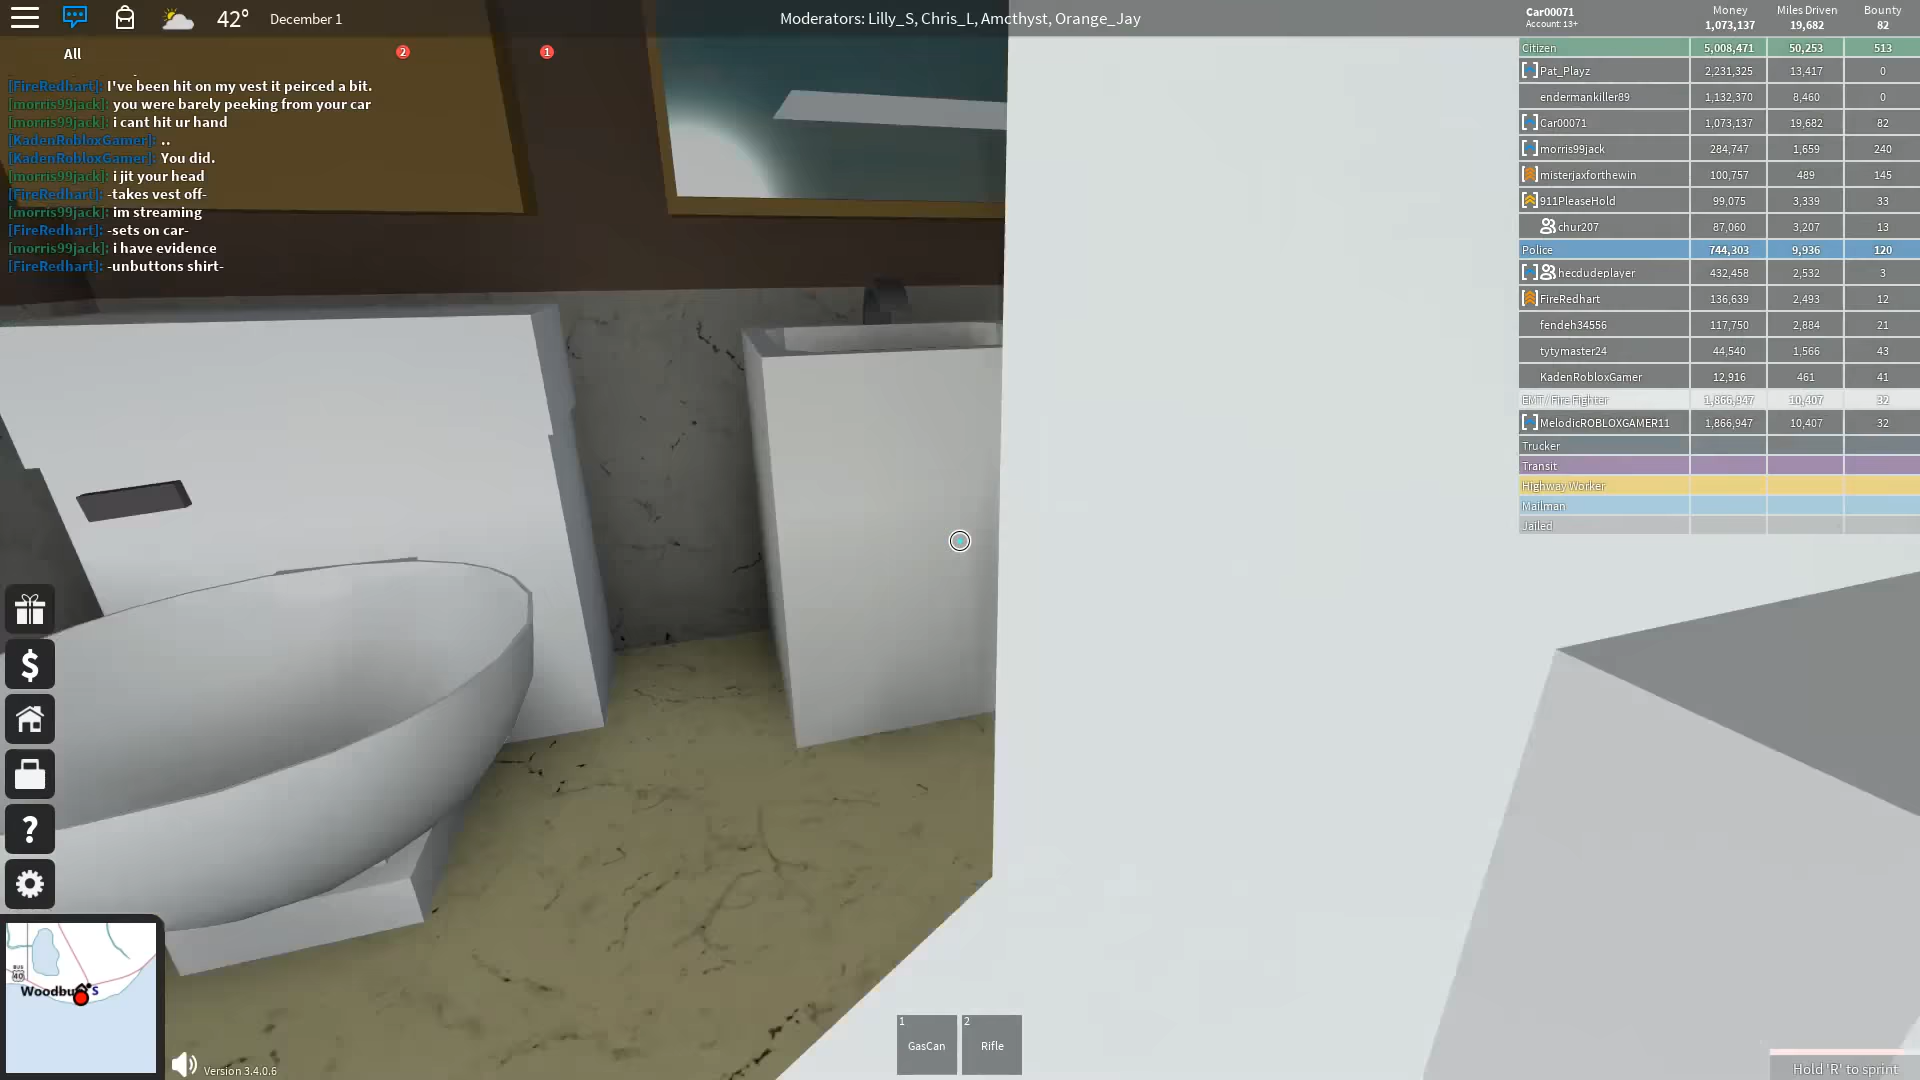 42° December 1 Moderators: Lilly_S, Chris_L, Amcthyst, Orange_Jay
Car00071
Account: 13+
Money Miles Driven Bounty
1,073,137 19,682 82
All 2 1
[FireRedhart]: I've been hit on my vest it peirced a bit.
[morris99jack]: you were barely peeking from your car
[morris99jack]: i cant hit ur hand
[KadenRobloxGamer]: ..
[KadenRobloxGamer]: You did.
[morris99jack]: i jit your head
[FireRedhart]: -takes vest off-
[morris99jack]: im streaming
[FireRedhart]: -sets on car-
[morris99jack]: i have evidence
[FireRedhart]: -unbuttons shirt-
Citizen 5,008,471 50,253 513
Pat_Playz 2,231,325 13,417 0
endermankiller89 1,132,370 8,460 0
Car00071 1,073,137 19,682 82
morris99jack 284,747 1,659 240
misterjaxforthewin 100,757 489 145
911PleaseHold 99,075 3,339 33
chur207 87,060 3,207 13
Police 744,303 9,936 120
hecdudeplayer 432,458 2,532 3
FireRedhart 136,639 2,493 12
fendeh34556 117,750 2,884 21
tytymaster24 44,540 1,566 43
KadenRobloxGamer 12,916 461 41
EMT / Fire Fighter 1,866,947 10,407 32
MelodicROBLOXGAMER11 1,866,947 10,407 32
Trucker
Transit
Highway Worker
Mailman
Jailed
$
?
BUS
40
Woodbu S
Version 3.4.0.6
1 GasCan
2 Rifle
Hold 'R' to sprint